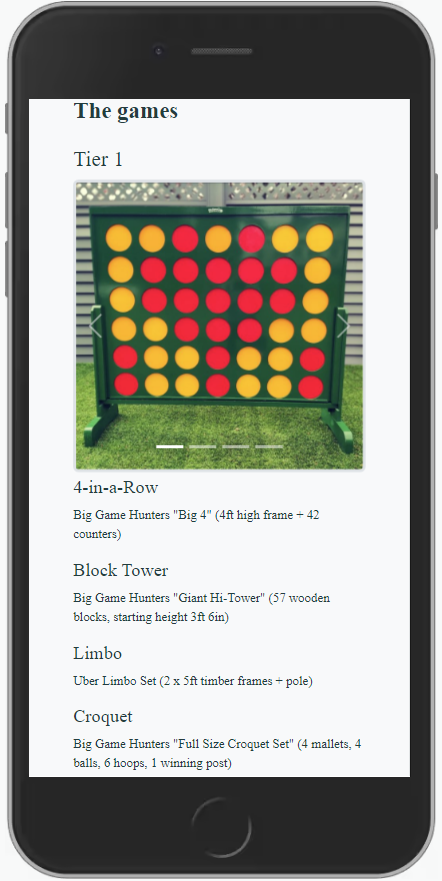 The games
Tier 1
4-in-a-Row
Big Game Hunters "Big 4" (4ft high frame + 42
counters)
Block Tower
Big Game Hunters "Giant Hi-Tower" (57 wooden
blocks, starting height 3ft 6in)
Limbo
Uber Limbo Set (2 x 5ft timber frames + pole)
Croquet
Big Game Hunters "Full Size Croquet Set" (4 mallets, 4
balls, 6 hoops, 1 winning post)